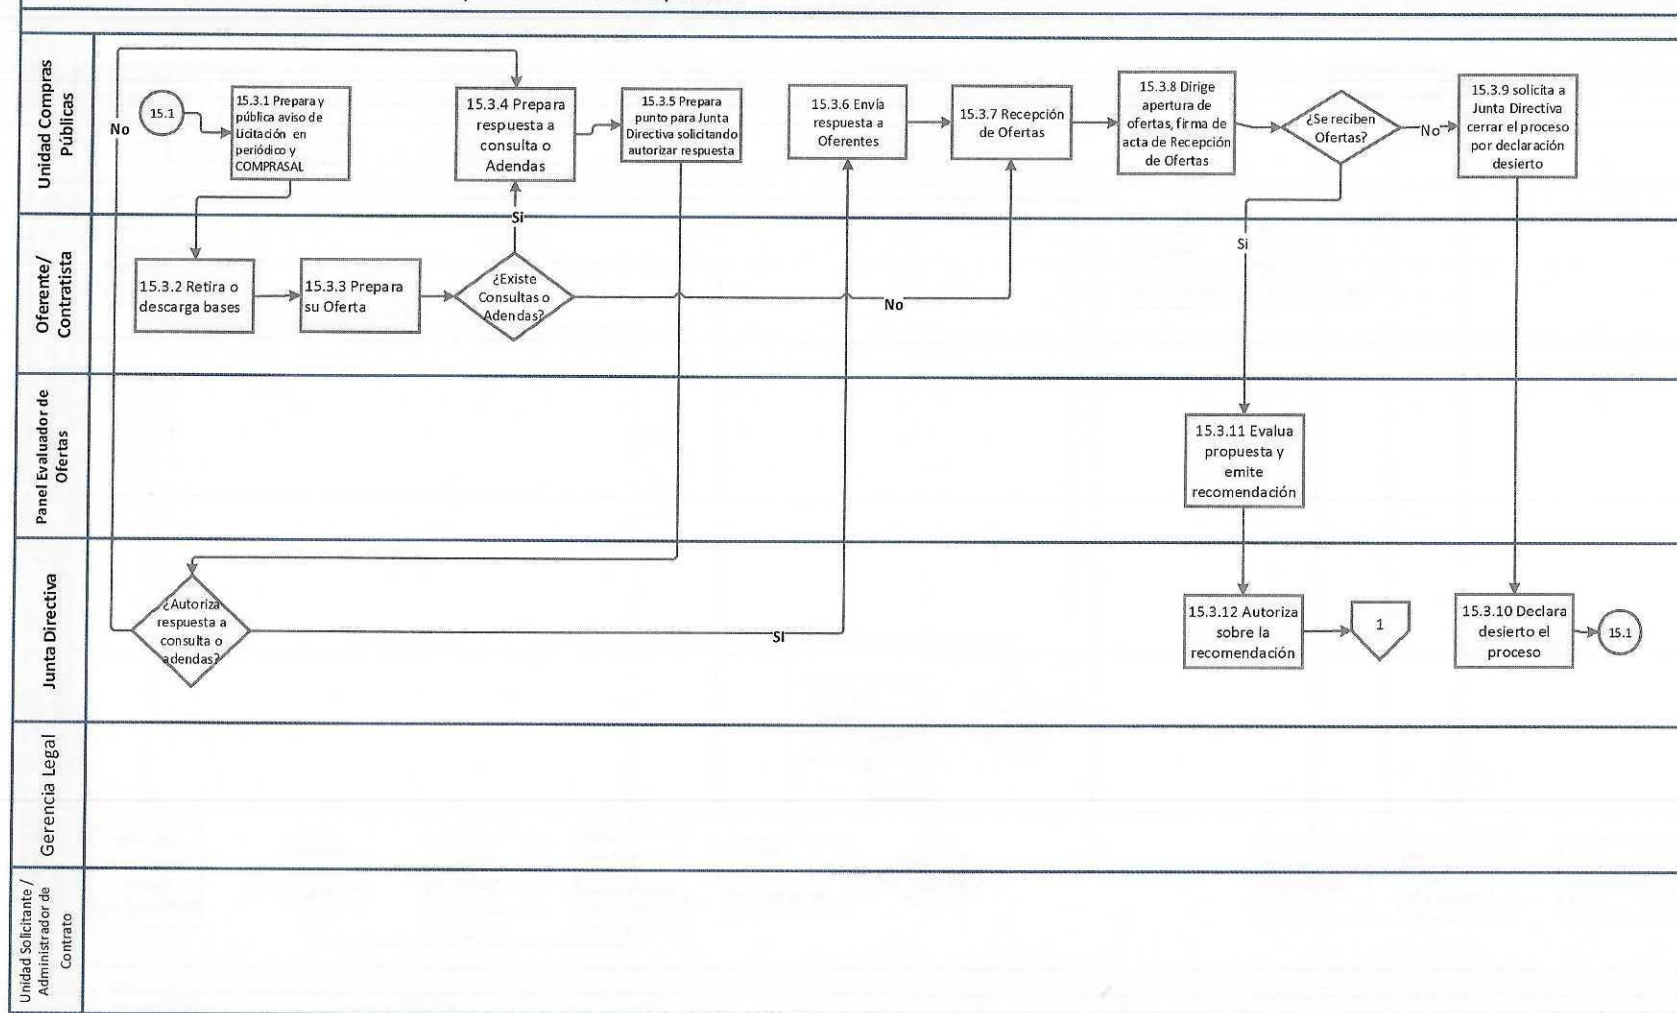 Unidad Compras
Públicas
No
15.1
15.3.1 Prepara y
pública aviso de
Licitación en
periódico y
COMPRASAL
15.3.4 Prepara
respuesta a
consulta o
Adendas
15.3.5 Prepara
punto para Junta
Directiva solicitando
autorizar respuesta
15.3.6 Envía
respuesta a
Oferentes
15.3.7 Recepción
de Ofertas
15.3.8 Dirige
apertura de
ofertas, firma de
acta de Recepción
de Ofertas
¿Se reciben
Ofertas?
No
15.3.9 solicita a
Junta Directiva
cerrar el proceso
por declaración
desierto
Oferente/
Contratista
15.3.2 Retira o
descarga bases
15.3.3 Prepara
su Oferta
Si
¿Existe
Consultas o
Adendas?
No
Si
Panel Evaluador de
Ofertas
15.3.11 Evalua
propuesta y
emite
recomendación
Junta Directiva
¿Autoriza
respuesta a
consulta o
adendas?
SI
15.3.12 Autoriza
sobre la
recomendación
1
15.3.10 Declara
desierto el
proceso
15.1
Gerencia Legal
Unidad Solicitante /
Administrador de
Contrato